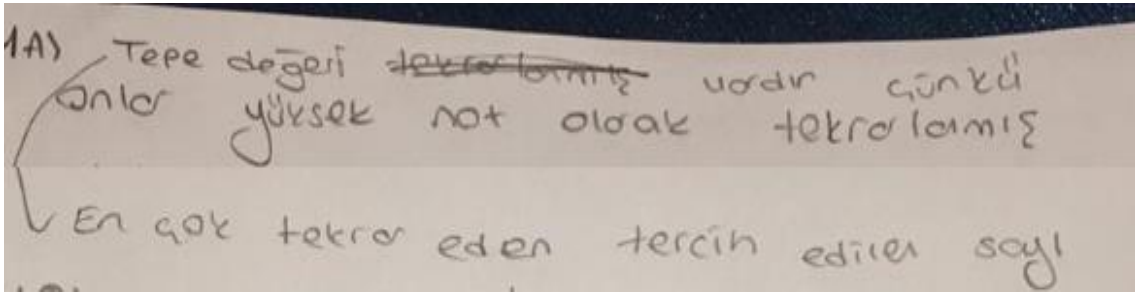 1A) Tepe değeri tekrarlamış vardır çünkü
onlar yüksek not olarak tekrarlamış
En çok tekrar eden tercih edilen sayı